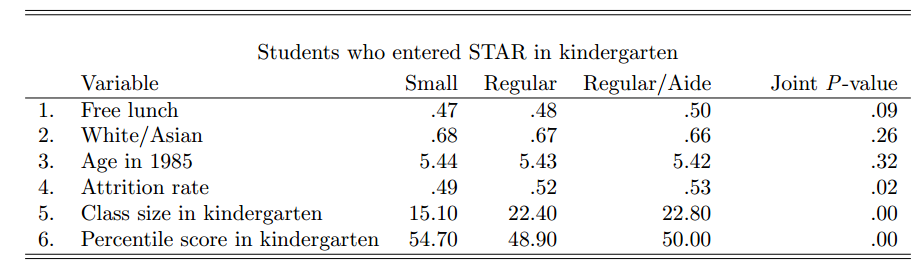 Students who entered STAR in kindergarten
Variable Small Regular Regular/Aide Joint P-value
1. Free lunch .47 .48 .50 .09
2. White/Asian .68 .67 .66 .26
3. Age in 1985 5.44 5.43 5.42 .32
4. Attrition rate .49 .52 .53 .02
5. Class size in kindergarten 15.10 22.40 22.80 .00
6. Percentile score in kindergarten 54.70 48.90 50.00 .00